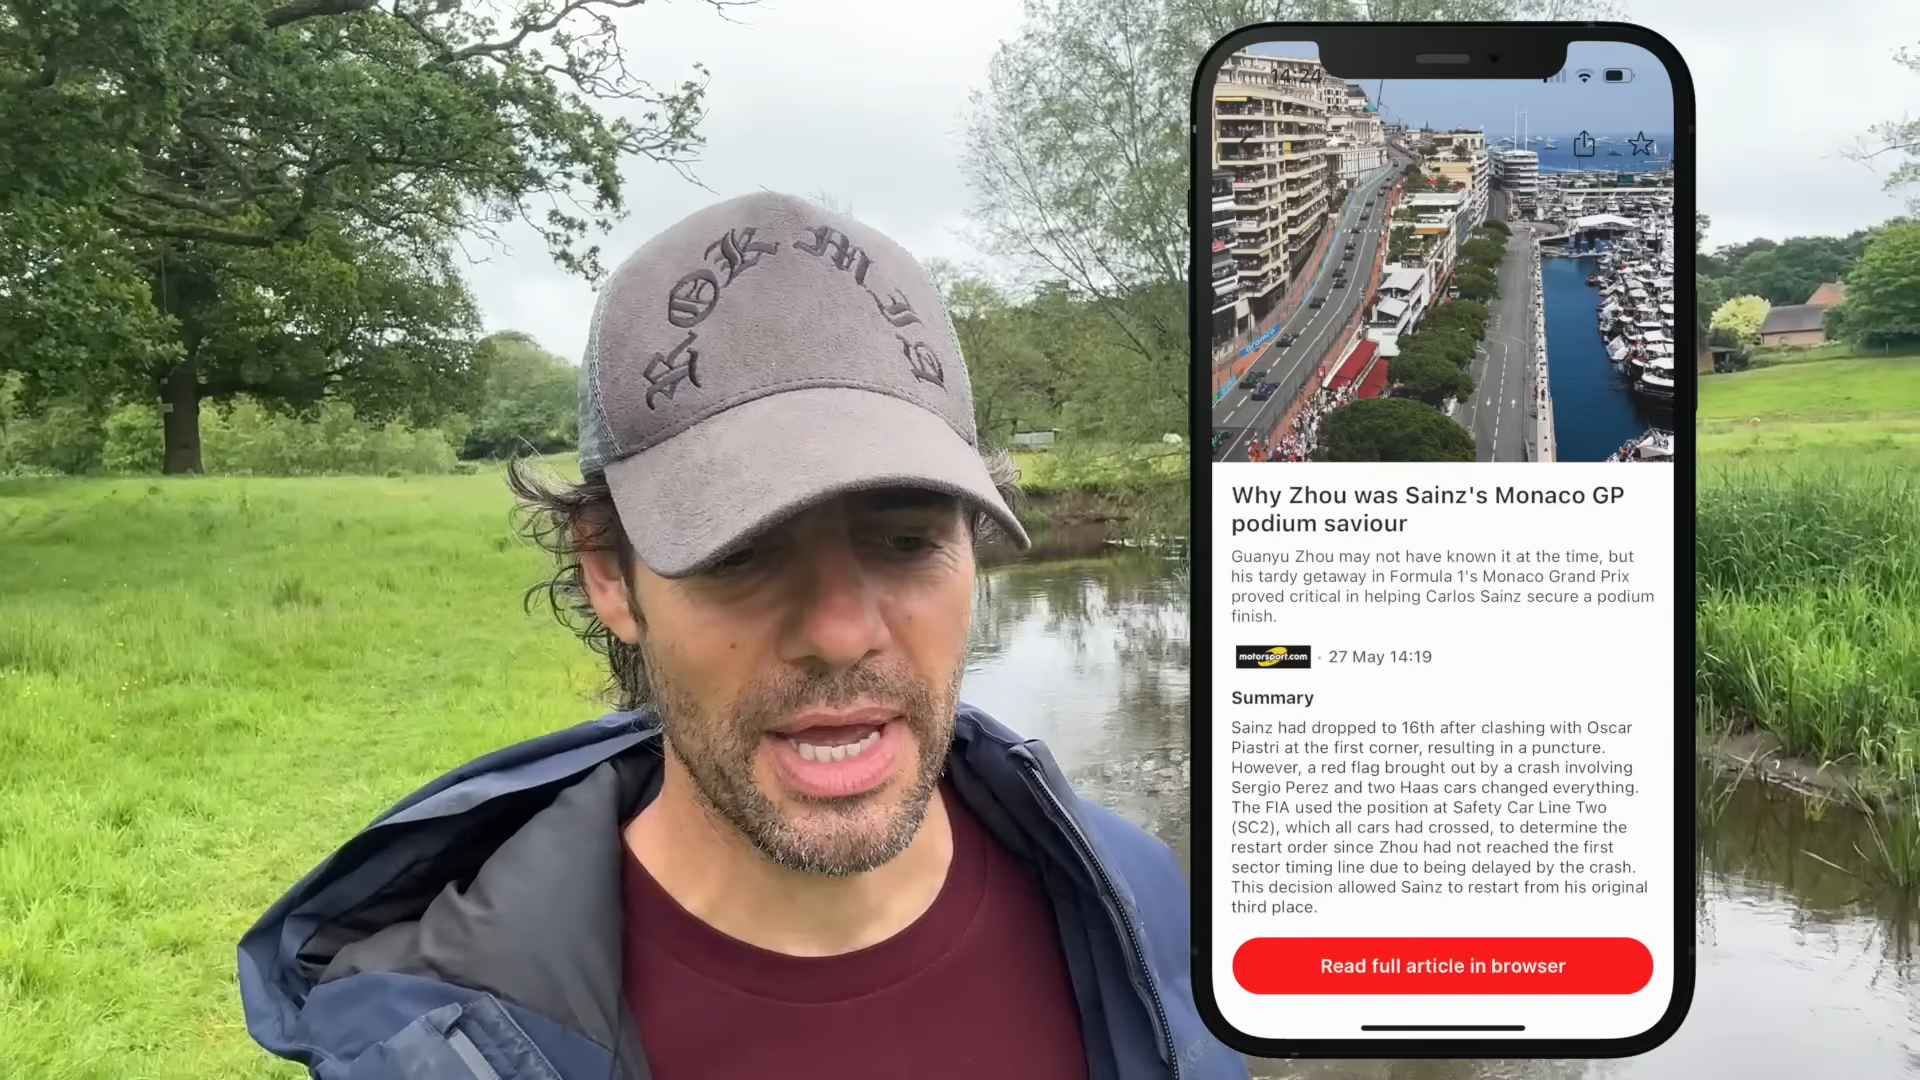 14:24
aramco
Why Zhou was Sainz's Monaco GP
podium saviour
Guanyu Zhou may not have known it at the time, but
his tardy getaway in Formula 1's Monaco Grand Prix
proved critical in helping Carlos Sainz secure a podium
finish.
motorsport.com · 27 May 14:19
Summary
Sainz had dropped to 16th after clashing with Oscar
Piastri at the first corner, resulting in a puncture.
However, a red flag brought out by a crash involving
Sergio Perez and two Haas cars changed everything.
The FIA used the position at Safety Car Line Two
(SC2), which all cars had crossed, to determine the
restart order since Zhou had not reached the first
sector timing line due to being delayed by the crash.
This decision allowed Sainz to restart from his original
third place.
Read full article in browser